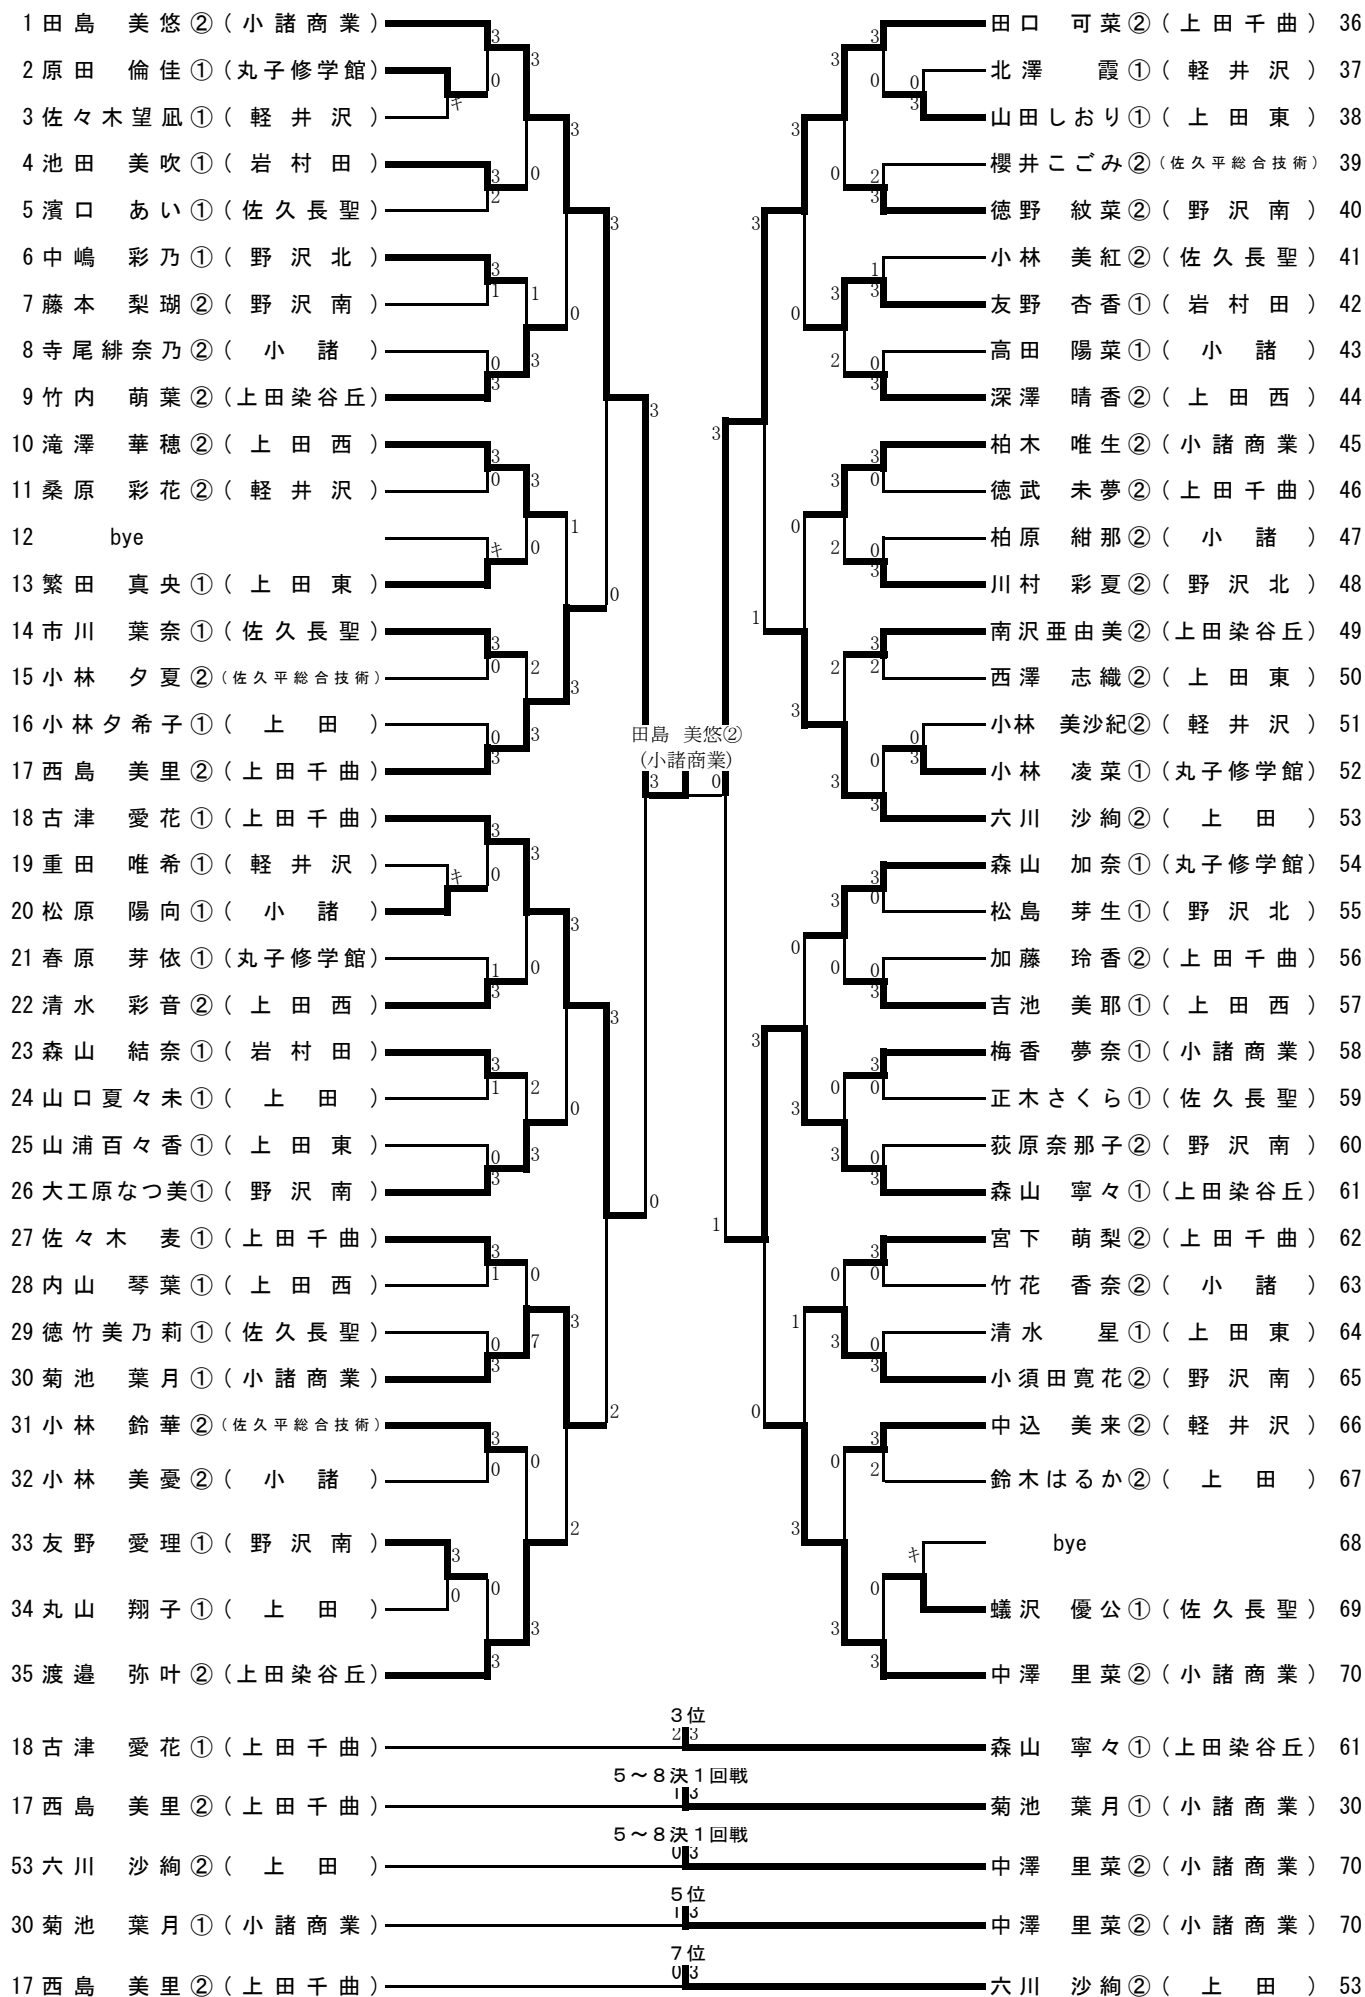 1 田島 美悠② (小諸商業)
2 原田 倫佳① (丸子修学館)
3 佐々木望凪① (軽井沢)
4 池田 美吹① (岩村田)
5 濱口 あい① (佐久長聖)
6 中嶋 彩乃① (野沢北)
7 藤本 梨瑚② (野沢南)
8 寺尾緋奈乃② (小諸)
9 竹内 萌葉② (上田染谷丘)
10 滝澤 華穂② (上田西)
11 桑原 彩花② (軽井沢)
12 bye
13 繁田 真央① (上田東)
14 市川 葉奈① (佐久長聖)
15 小林 夕夏② (佐久平総合技術)
16 小林夕希子① (上田)
17 西島 美里② (上田千曲)
18 古津 愛花① (上田千曲)
19 重田 唯希① (軽井沢)
20 松原 陽向① (小諸)
21 春原 芽依① (丸子修学館)
22 清水 彩音② (上田西)
23 森山 結奈① (岩村田)
24 山口夏々未① (上田)
25 山浦百々香① (上田東)
26 大工原なつ美① (野沢南)
27 佐々木 麦① (上田千曲)
28 内山 琴葉① (上田西)
29 徳竹美乃莉① (佐久長聖)
30 菊池 葉月① (小諸商業)
31 小林 鈴華② (佐久平総合技術)
32 小林 美憂② (小諸)
33 友野 愛理① (野沢南)
34 丸山 翔子① (上田)
35 渡邉 弥叶② (上田染谷丘)
田島 美悠②
(小諸商業)
3 0
田口 可菜② (上田千曲) 36
北澤 霞① (軽井沢) 37
山田しおり① (上田東) 38
櫻井こごみ② (佐久平総合技術) 39
徳野 紋菜② (野沢南) 40
小林 美紅② (佐久長聖) 41
友野 杏香① (岩村田) 42
高田 陽菜① (小諸) 43
深澤 晴香② (上田西) 44
柏木 唯生② (小諸商業) 45
徳武 未夢② (上田千曲) 46
柏原 紺那② (小諸) 47
川村 彩夏② (野沢北) 48
南沢亜由美② (上田染谷丘) 49
西澤 志織② (上田東) 50
小林 美沙紀② (軽井沢) 51
小林 凌菜① (丸子修学館) 52
六川 沙絢② (上田) 53
森山 加奈① (丸子修学館) 54
松島 芽生① (野沢北) 55
加藤 玲香② (上田千曲) 56
吉池 美耶① (上田西) 57
梅香 夢奈① (小諸商業) 58
正木さくら① (佐久長聖) 59
荻原奈那子② (野沢南) 60
森山 寧々① (上田染谷丘) 61
宮下 萌梨② (上田千曲) 62
竹花 香奈② (小諸) 63
清水 星① (上田東) 64
小須田寛花② (野沢南) 65
中込 美来② (軽井沢) 66
鈴木はるか② (上田) 67
bye 68
蟻沢 優公① (佐久長聖) 69
中澤 里菜② (小諸商業) 70
3位
18 古津 愛花① (上田千曲) 2 3 森山 寧々① (上田染谷丘) 61
5～8決1回戦
17 西島 美里② (上田千曲) 1 3 菊池 葉月① (小諸商業) 30
5～8決1回戦
53 六川 沙絢② (上田) 0 3 中澤 里菜② (小諸商業) 70
5位
30 菊池 葉月① (小諸商業) 1 3 中澤 里菜② (小諸商業) 70
7位
17 西島 美里② (上田千曲) 0 3 六川 沙絢② (上田) 53